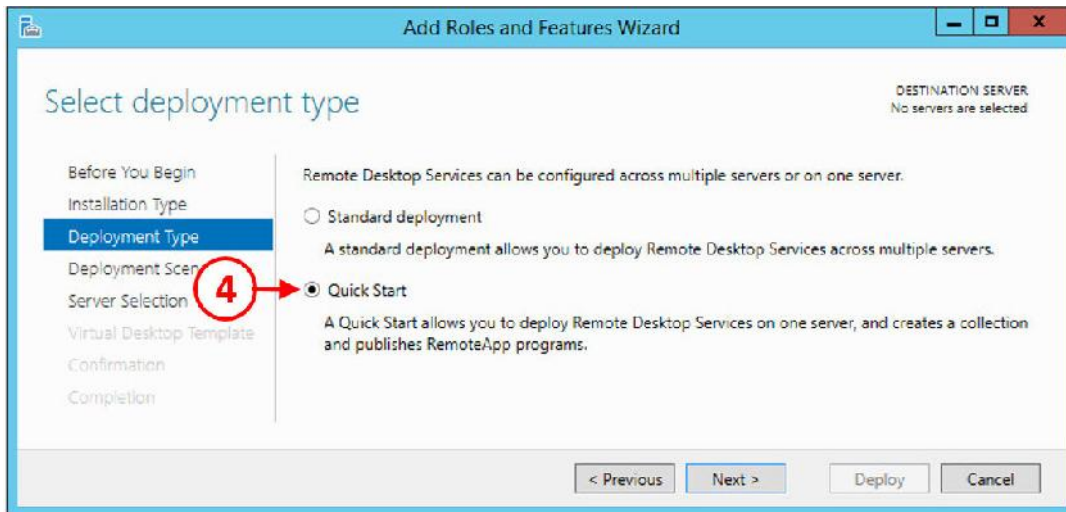 Add Roles and Features Wizard
Select deployment type
DESTINATION SERVER
No servers are selected
Before You Begin
Installation Type
Deployment Type
Deployment Scen
Server Selection
Virtual Desktop Template
Confirmation
Completion
4
Remote Desktop Services can be configured across multiple servers or on one server.
Standard deployment
A standard deployment allows you to deploy Remote Desktop Services across multiple servers.
Quick Start
A Quick Start allows you to deploy Remote Desktop Services on one server, and creates a collection
and publishes RemoteApp programs.
< Previous Next > Deploy Cancel